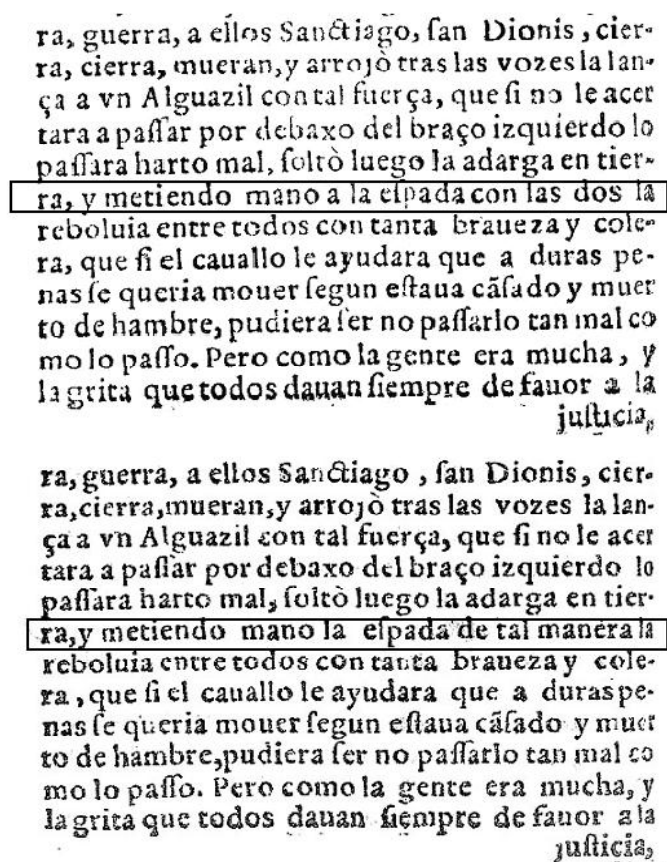 ra, guerra, a ellos Sanctiago, ſan Dionis, cier-
ra, cierra, mueran, y arrojò tras las vozes la lan-
ça a vn Alguazil con tal fuerça, que ſi no le acer
tara a paſſar por debaxo del braço izquierdo lo
paſſara harto mal, ſoltò luego la adarga en tier-
ra, y metiendo mano a la eſpada con las dos la
reboluia entre todos con tanta braueza y cole-
ra, que ſi el cauallo le ayudara que a duras pe-
nas ſe queria mouer ſegun eſtaua cãſado y muer
to de hambre, pudiera ſer no paſſarlo tan mal co
mo lo paſſo. Pero como la gente era mucha, y
la grita que todos dauan ſiempre de fauor a la
juſticia,
ra, guerra, a ellos Sanctiago, ſan Dionis, cier-
ra, cierra, mueran, y arrojò tras las vozes la lan-
ça a vn Alguazil con tal fuerça, que ſi no le acer
tara a paſſar por debaxo del braço izquierdo lo
paſſara harto mal, ſoltò luego la adarga en tier-
ra, y metiendo mano la eſpada de tal manera la
reboluia entre todos con tanta braueza y cole-
ra, que ſi el cauallo le ayudara que a duras pe-
nas ſe queria mouer ſegun eſtaua cãſado y muer
to de hambre, pudiera ſer no paſſarlo tan mal co
mo lo paſſo. Pero como la gente era mucha, y
la grita que todos dauan ſiempre de fauor a la
juſticia,